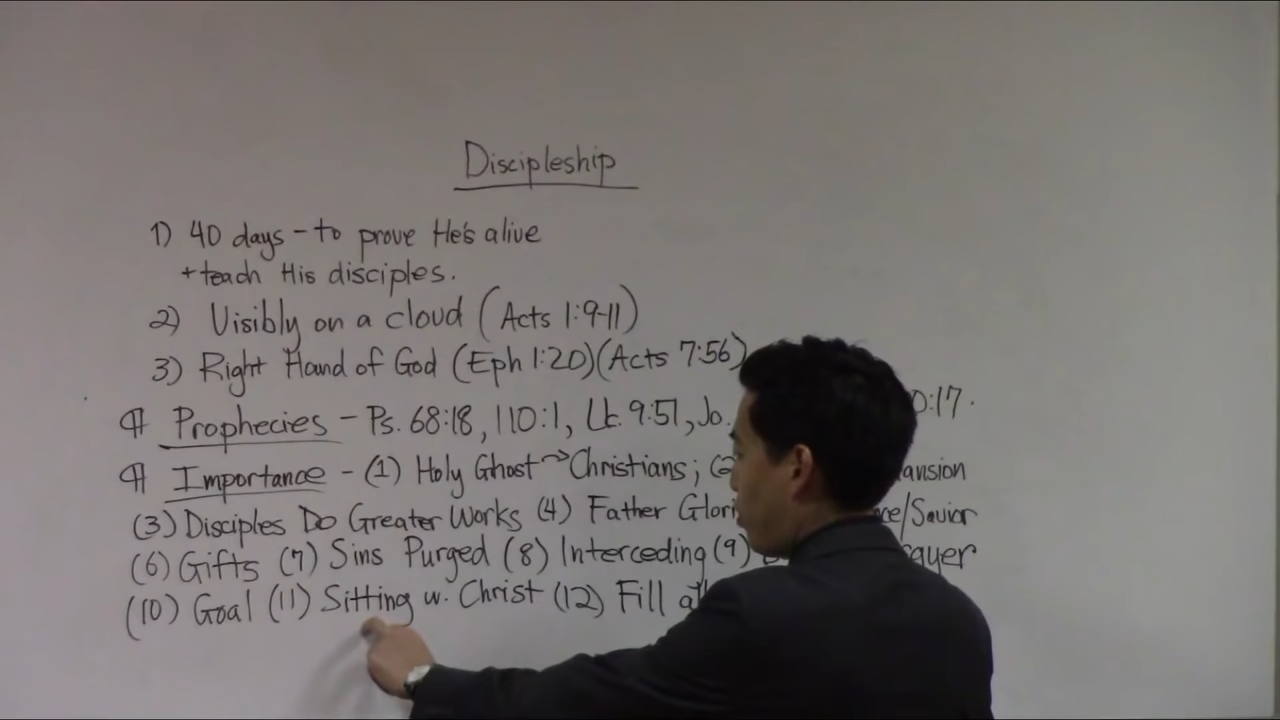 Discipleship
1) 40 days - to prove He's alive
+ teach His disciples.
2) Visibly on a cloud (Acts 1:9-11)
3) Right Hand of God (Eph 1:20)(Acts 7:56)
¶ Prophecies - Ps. 68:18, 110:1, Lk. 9:51, Jo. 0:17.
¶ Importance - (1) Holy Ghost → Christians; (2 ansion
(3) Disciples Do Greater Works (4) Father Glori ce/Savior
(6) Gifts (7) Sins Purged (8) Interceding (9) rayer
(10) Goal (11) Sitting w. Christ (12) Fill